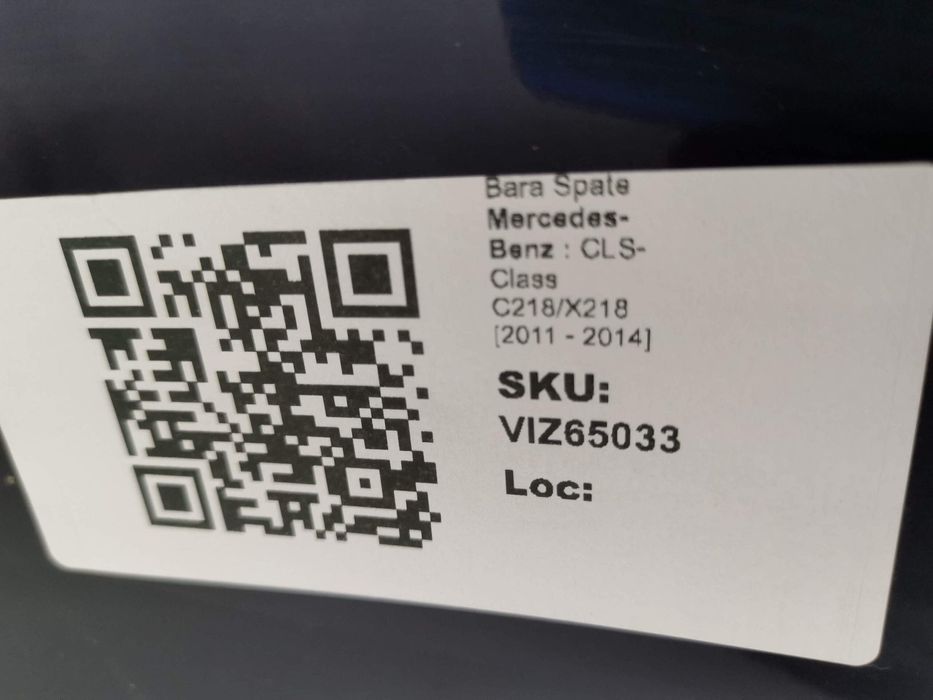 Bara Spate
Mercedes-
Benz : CLS-
Class
C218/X218
[2011 - 2014]
SKU:
VIZ65033
Loc: